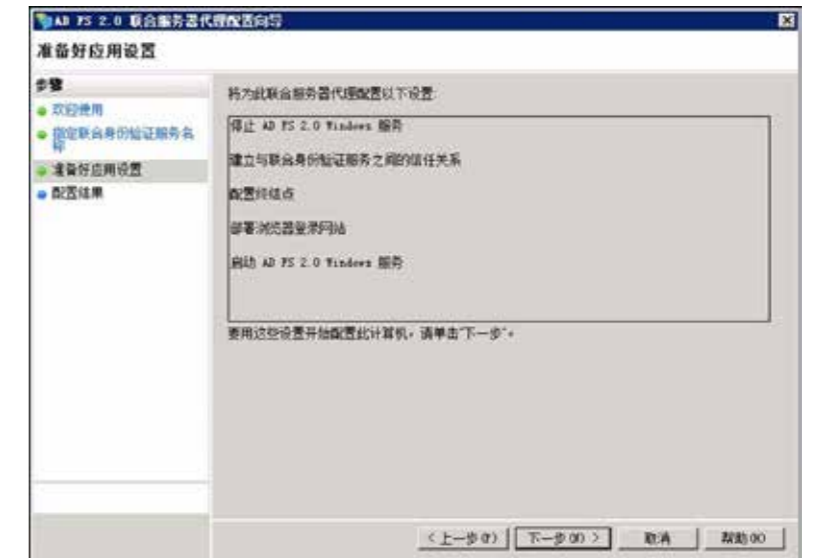 AD FS 2.0 联合服务器代理配置向导
准备好应用设置
步骤
欢迎使用
指定联合身份验证服务名
称
准备好应用设置
配置结果
将为此联合服务器代理配置以下设置:
停止 AD FS 2.0 Windows 服务
建立与联合身份验证服务之间的信任关系
配置终结点
部署浏览器登录网站
启动 AD FS 2.0 Windows 服务
要用这些设置开始配置此计算机，请单击“下一步”。
< 上一步(P)
下一步(N) >
取消
帮助(H)